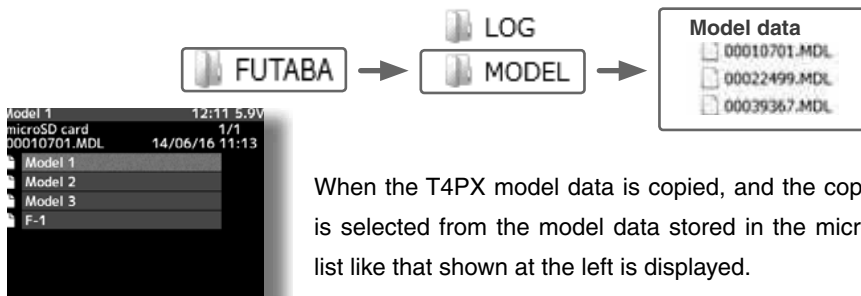 LOG
FUTABA
MODEL
Model data
00010701.MDL
00022499.MDL
00039367.MDL
Model 1 12:11 5.9V
microSD card 1/1
00010701.MDL 14/06/16 11:13
Model 1
Model 2
Model 3
F-1
When the T4PX model data is copied, and the cop
is selected from the model data stored in the micr
list like that shown at the left is displayed.